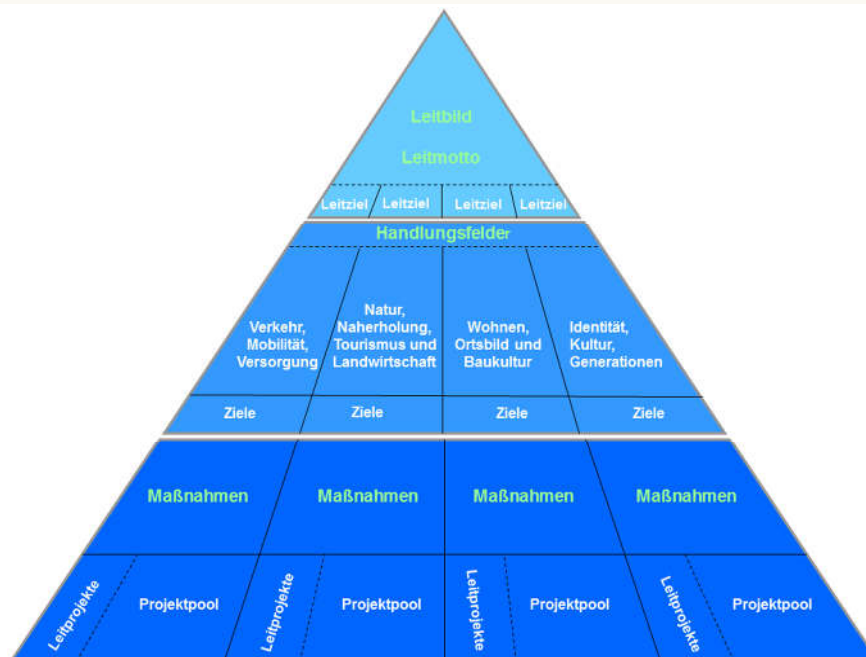 Leitbild
Leitmotto
Leitziel Leitziel Leitziel Leitziel
Handlungsfelder
Verkehr,
Mobilität,
Versorgung
Natur,
Naherholung,
Tourismus und
Landwirtschaft
Wohnen,
Ortsbild und
Baukultur
Identität,
Kultur,
Generationen
Ziele Ziele Ziele Ziele
Maßnahmen Maßnahmen Maßnahmen Maßnahmen
Leitprojekte Projektpool Leitprojekte Projektpool Leitprojekte Projektpool Leitprojekte Projektpool